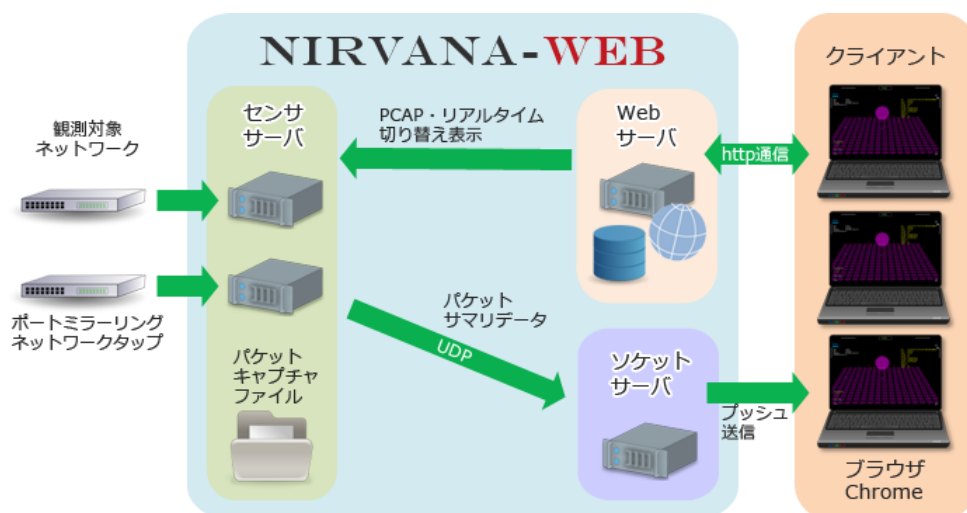 NIRVANA-WEB
観測対象
ネットワーク
ポートミラーリング
ネットワークタップ
センサ
サーバ
パケット
キャプチャ
ファイル
PCAP・リアルタイム
切り替え表示
Web
サーバ
http通信
パケット
サマリデータ
UDP
ソケット
サーバ
プッシュ
送信
クライアント
ブラウザ
Chrome